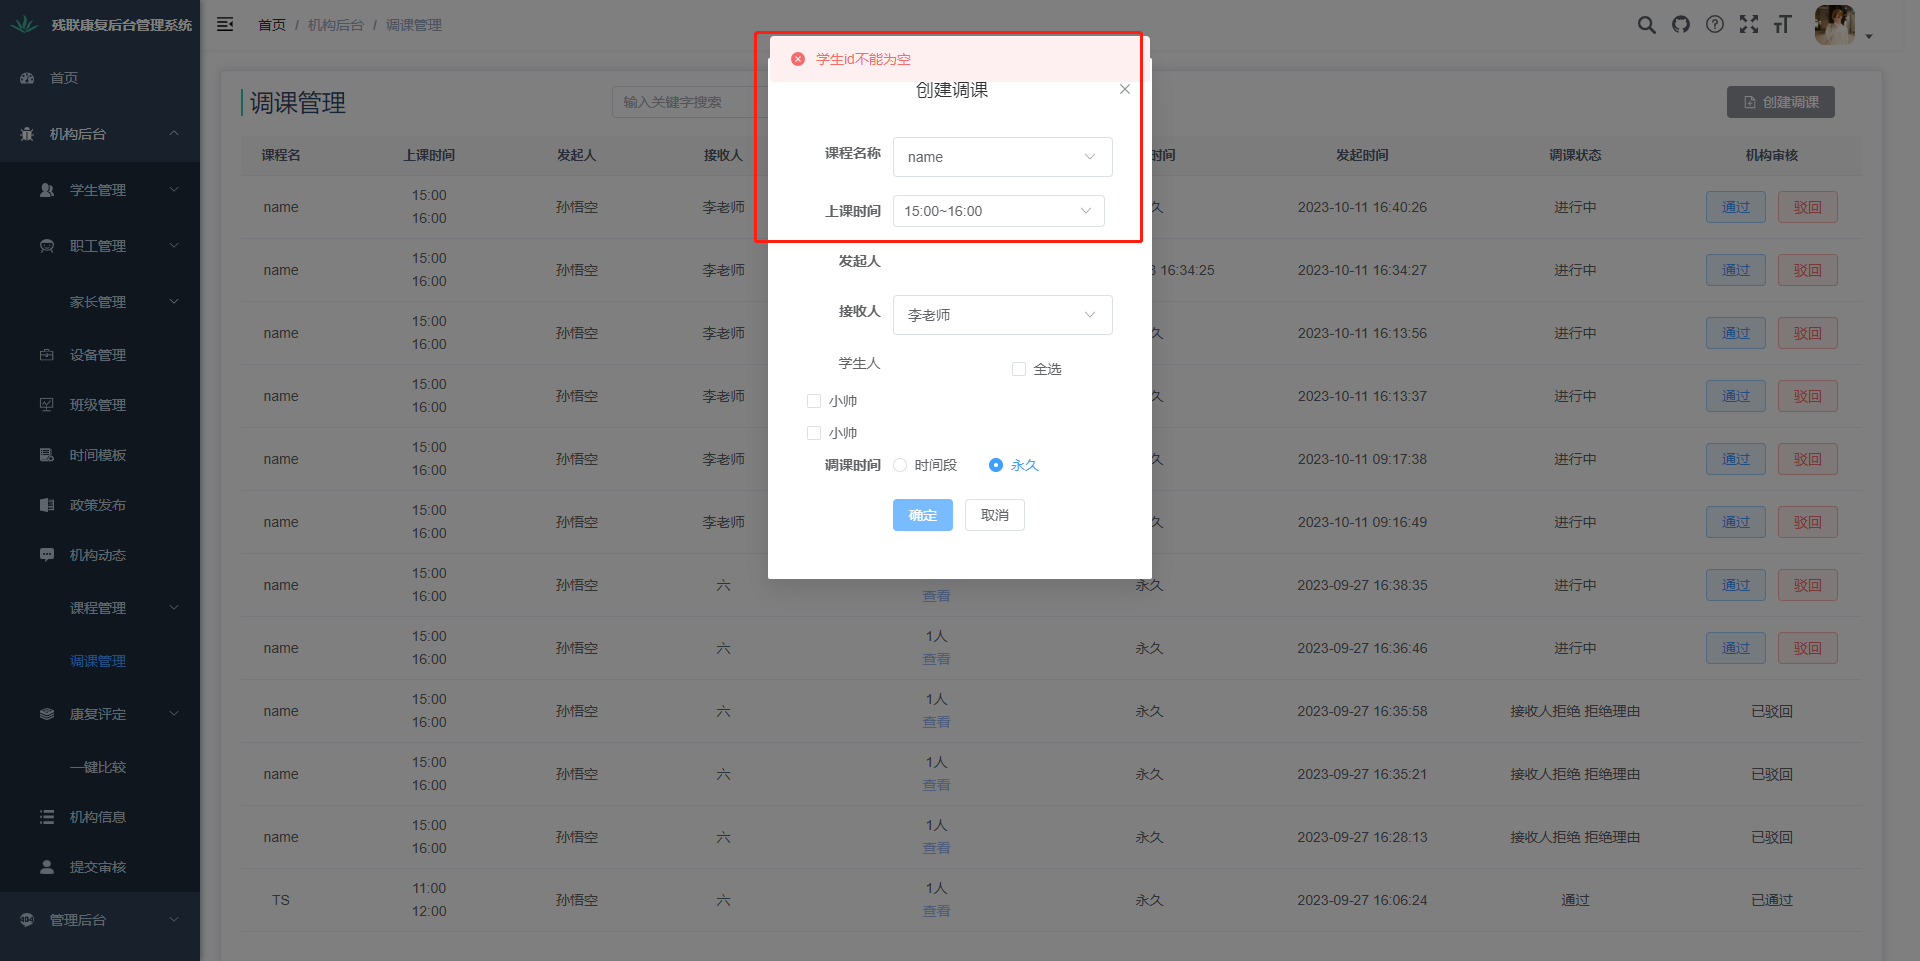 残联康复后台管理系统
首页 / 机构后台 / 调课管理
首页
机构后台
学生管理
职工管理
家长管理
设备管理
班级管理
时间模板
政策发布
机构动态
课程管理
调课管理
康复评定
一键比较
机构信息
提交审核
管理后台
调课管理
输入关键字搜索
创建调课
课程名 上课时间 发起人 接收人 时间 发起时间 调课状态 机构审核
name 15:00 16:00 孙悟空 李老师 久 2023-10-11 16:40:26 进行中 通过 驳回
name 15:00 16:00 孙悟空 李老师 16:34:25 2023-10-11 16:34:27 进行中 通过 驳回
name 15:00 16:00 孙悟空 李老师 久 2023-10-11 16:13:56 进行中 通过 驳回
name 15:00 16:00 孙悟空 李老师 久 2023-10-11 16:13:37 进行中 通过 驳回
name 15:00 16:00 孙悟空 李老师 久 2023-10-11 09:17:38 进行中 通过 驳回
name 15:00 16:00 孙悟空 李老师 久 2023-10-11 09:16:49 进行中 通过 驳回
name 15:00 16:00 孙悟空 六 查看 永久 2023-09-27 16:38:35 进行中 通过 驳回
name 15:00 16:00 孙悟空 六 1人 查看 永久 2023-09-27 16:36:46 进行中 通过 驳回
name 15:00 16:00 孙悟空 六 1人 查看 永久 2023-09-27 16:35:58 接收人拒绝 拒绝理由 已驳回
name 15:00 16:00 孙悟空 六 1人 查看 永久 2023-09-27 16:35:21 接收人拒绝 拒绝理由 已驳回
name 15:00 16:00 孙悟空 六 1人 查看 永久 2023-09-27 16:28:13 接收人拒绝 拒绝理由 已驳回
TS 11:00 12:00 孙悟空 六 1人 查看 永久 2023-09-27 16:06:24 通过 已通过
学生id不能为空
创建调课
课程名称 name
上课时间 15:00~16:00
发起人
接收人 李老师
学生人 全选
小帅
小帅
调课时间 时间段 永久
确定 取消